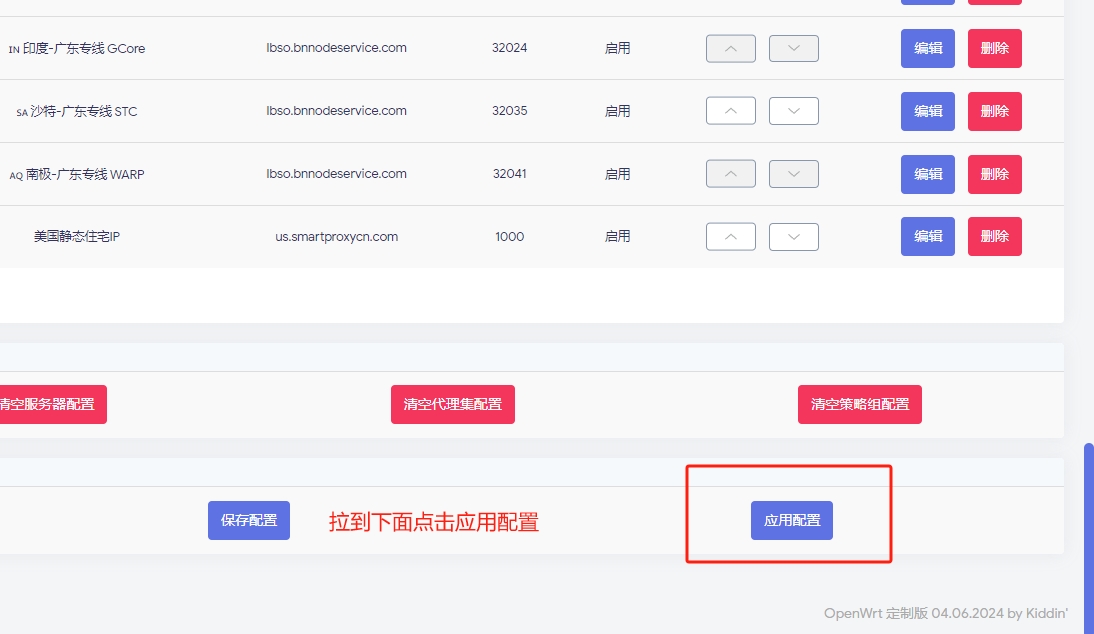 编辑 删除
IN 印度-广东专线 GCore lbso.bnnodeservice.com 32024 启用 编辑 删除
SA 沙特-广东专线 STC lbso.bnnodeservice.com 32035 启用 编辑 删除
AQ 南极-广东专线 WARP lbso.bnnodeservice.com 32041 启用 编辑 删除
美国静态住宅IP us.smartproxycn.com 1000 启用 编辑 删除
清空服务器配置 清空代理集配置 清空策略组配置
保存配置 拉到下面点击应用配置 应用配置
OpenWrt 定制版 04.06.2024 by Kiddin'